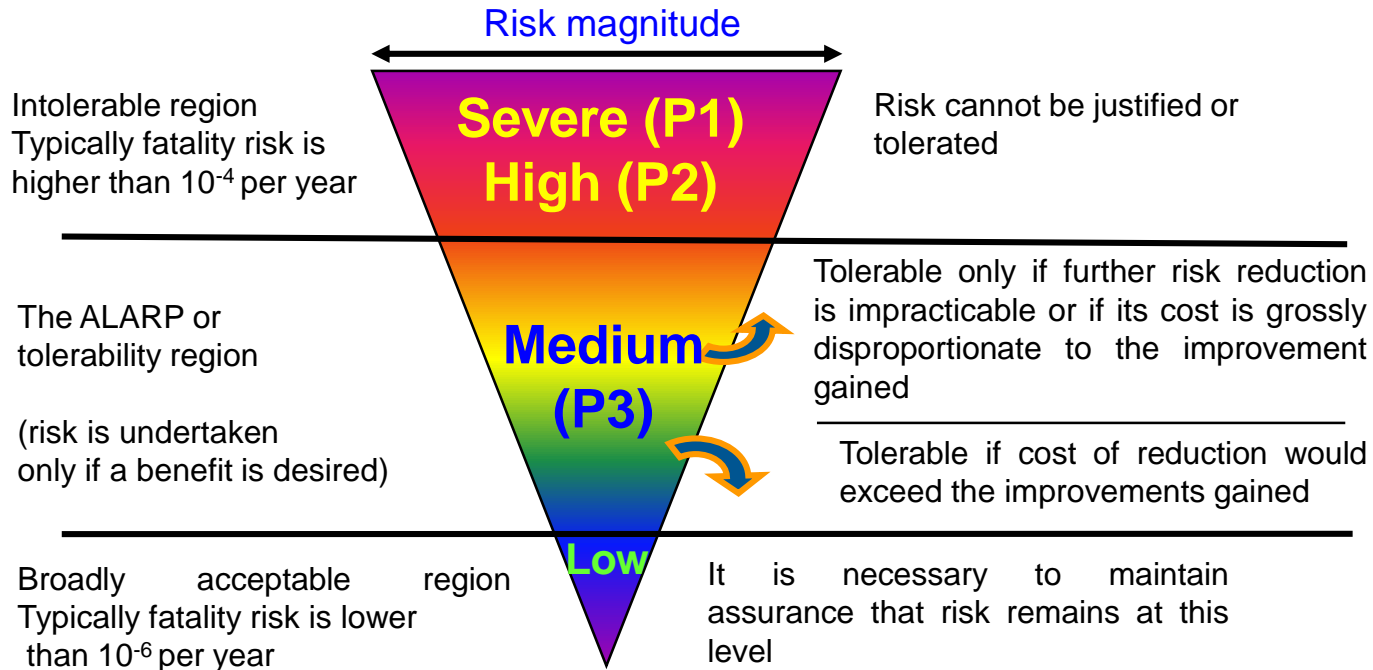 Risk magnitude
Intolerable region
Typically fatality risk is
higher than 10⁻⁴ per year
Severe (P1)
High (P2)
Risk cannot be justified or
tolerated
The ALARP or
tolerability region
(risk is undertaken
only if a benefit is desired)
Medium
(P3)
Tolerable only if further risk reduction
is impracticable or if its cost is grossly
disproportionate to the improvement
gained
Tolerable if cost of reduction would
exceed the improvements gained
Broadly acceptable region
Typically fatality risk is lower
than 10⁻⁶ per year
Low
It is necessary to maintain
assurance that risk remains at this
level